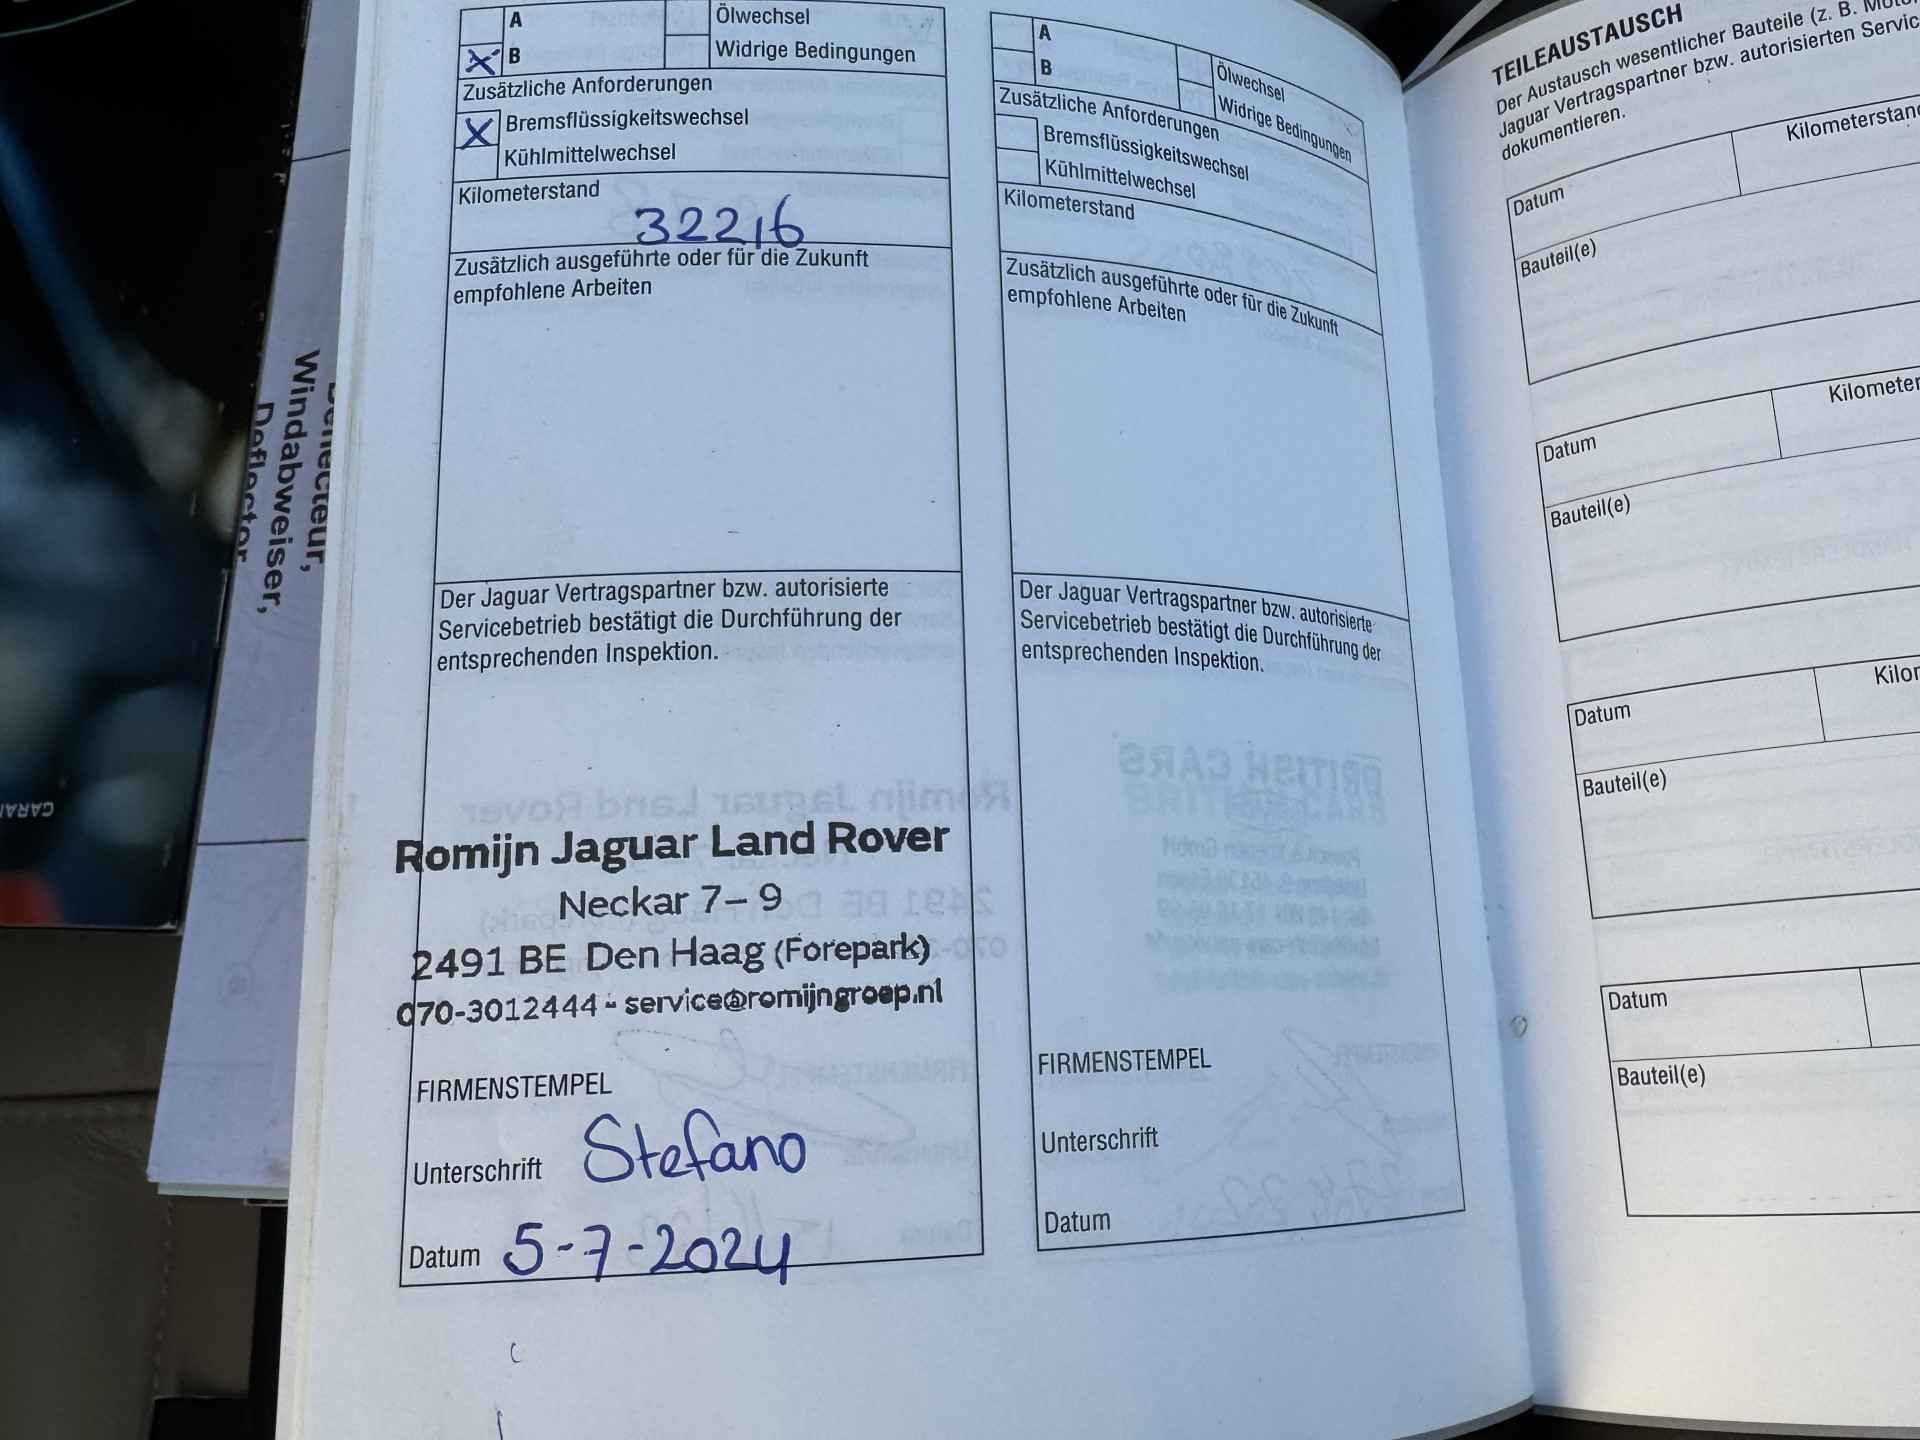 A
B
Ölwechsel
Widrige Bedingungen
Zusätzliche Anforderungen
Bremsflüssigkeitswechsel
Kühlmittelwechsel
Kilometerstand
32216
Zusätzlich ausgeführte oder für die Zukunft
empfohlene Arbeiten
Der Jaguar Vertragspartner bzw. autorisierte
Servicebetrieb bestätigt die Durchführung der
entsprechenden Inspektion.
Romijn Jaguar Land Rover
Neckar 7– 9
2491 BE Den Haag (Forepark)
070-3012444 - service@romijngroep.nl
FIRMENSTEMPEL
Unterschrift Stefano
Datum 5-7-2024
A
B
Ölwechsel
Widrige Bedingungen
Zusätzliche Anforderungen
Bremsflüssigkeitswechsel
Kühlmittelwechsel
Kilometerstand
Zusätzlich ausgeführte oder für die Zukunft
empfohlene Arbeiten
Der Jaguar Vertragspartner bzw. autorisierte
Servicebetrieb bestätigt die Durchführung der
entsprechenden Inspektion.
FIRMENSTEMPEL
Unterschrift
Datum
TEILEAUSTAUSCH
Der Austausch wesentlicher Bauteile (z. B.
Jaguar Vertragspartner bzw. autorisierten
dokumentieren.
Datum
Kilometerstand
Bauteil(e)
Datum
Bauteil(e)
Datum
Bauteil(e)
Datum
Bauteil(e)
Windabweiser,